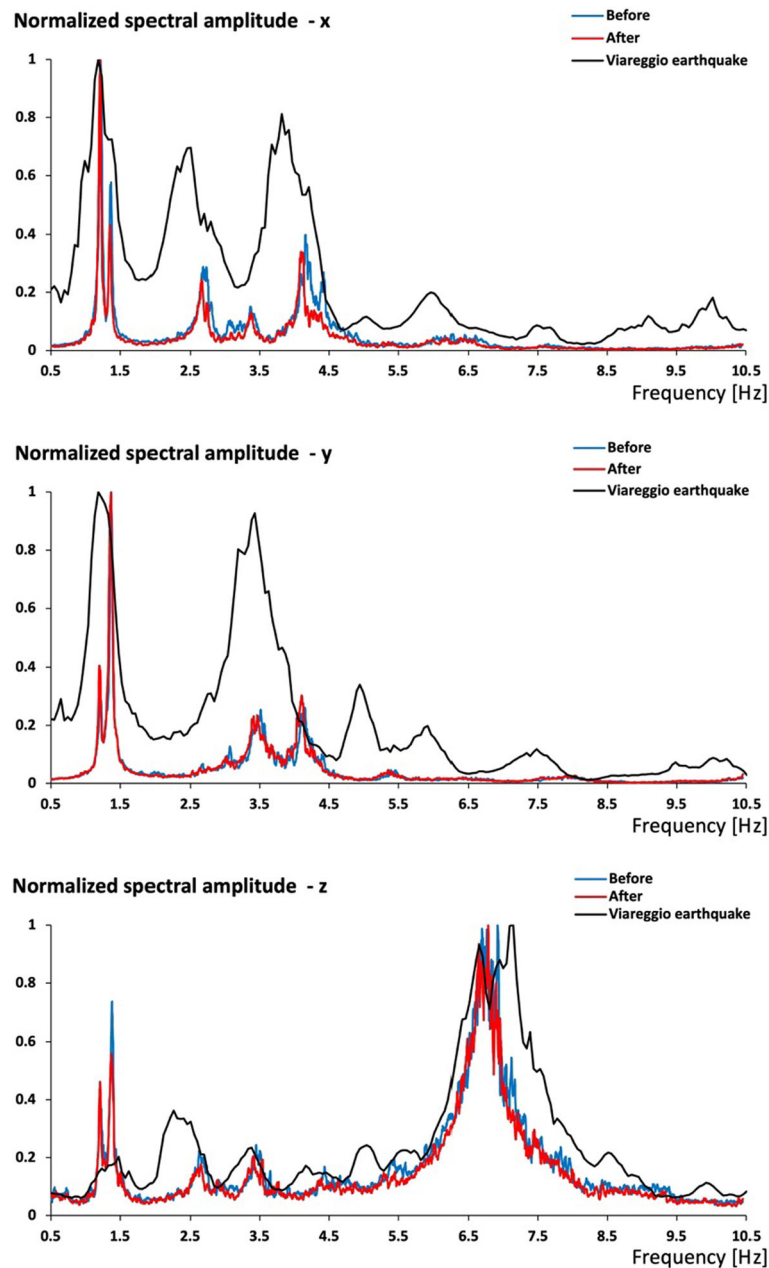 Normalized spectral amplitude - x
Before
After
Viareggio earthquake
1
0.8
0.6
0.4
0.2
0
0.5 1.5 2.5 3.5 4.5 5.5 6.5 7.5 8.5 9.5 10.5
Frequency [Hz]
Normalized spectral amplitude - y
Before
After
Viareggio earthquake
1
0.8
0.6
0.4
0.2
0
0.5 1.5 2.5 3.5 4.5 5.5 6.5 7.5 8.5 9.5 10.5
Frequency [Hz]
Normalized spectral amplitude - z
Before
After
Viareggio earthquake
1
0.8
0.6
0.4
0.2
0
0.5 1.5 2.5 3.5 4.5 5.5 6.5 7.5 8.5 9.5 10.5
Frequency [Hz]